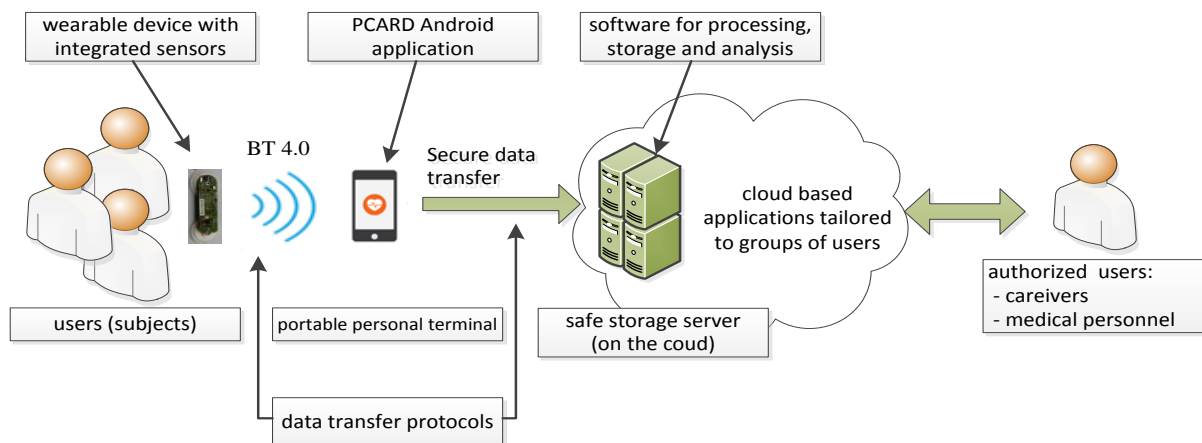 wearable device with
integrated sensors
PCARD Android
application
software for processing,
storage and analysis
BT 4.0
Secure data
transfer
cloud based
applications tailored
to groups of users
users (subjects)
portable personal terminal
safe storage server
(on the coud)
authorized users:
- careivers
- medical personnel
data transfer protocols